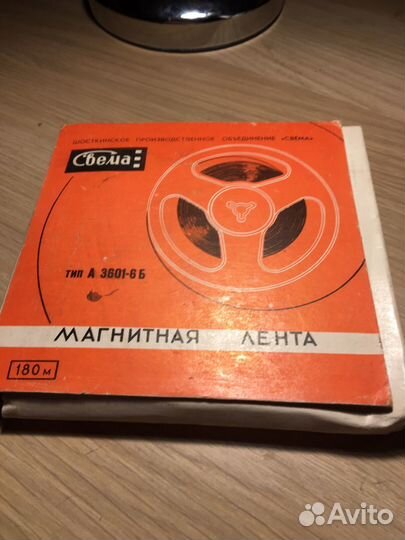 ШОСТКИНСКОЕ ПРОИЗВОДСТВЕННОЕ ОБЪЕДИНЕНИЕ «СВЕМА»
Свема
тип А 3601-6 Б
МАГНИТНАЯ ЛЕНТА
180 м
Avito